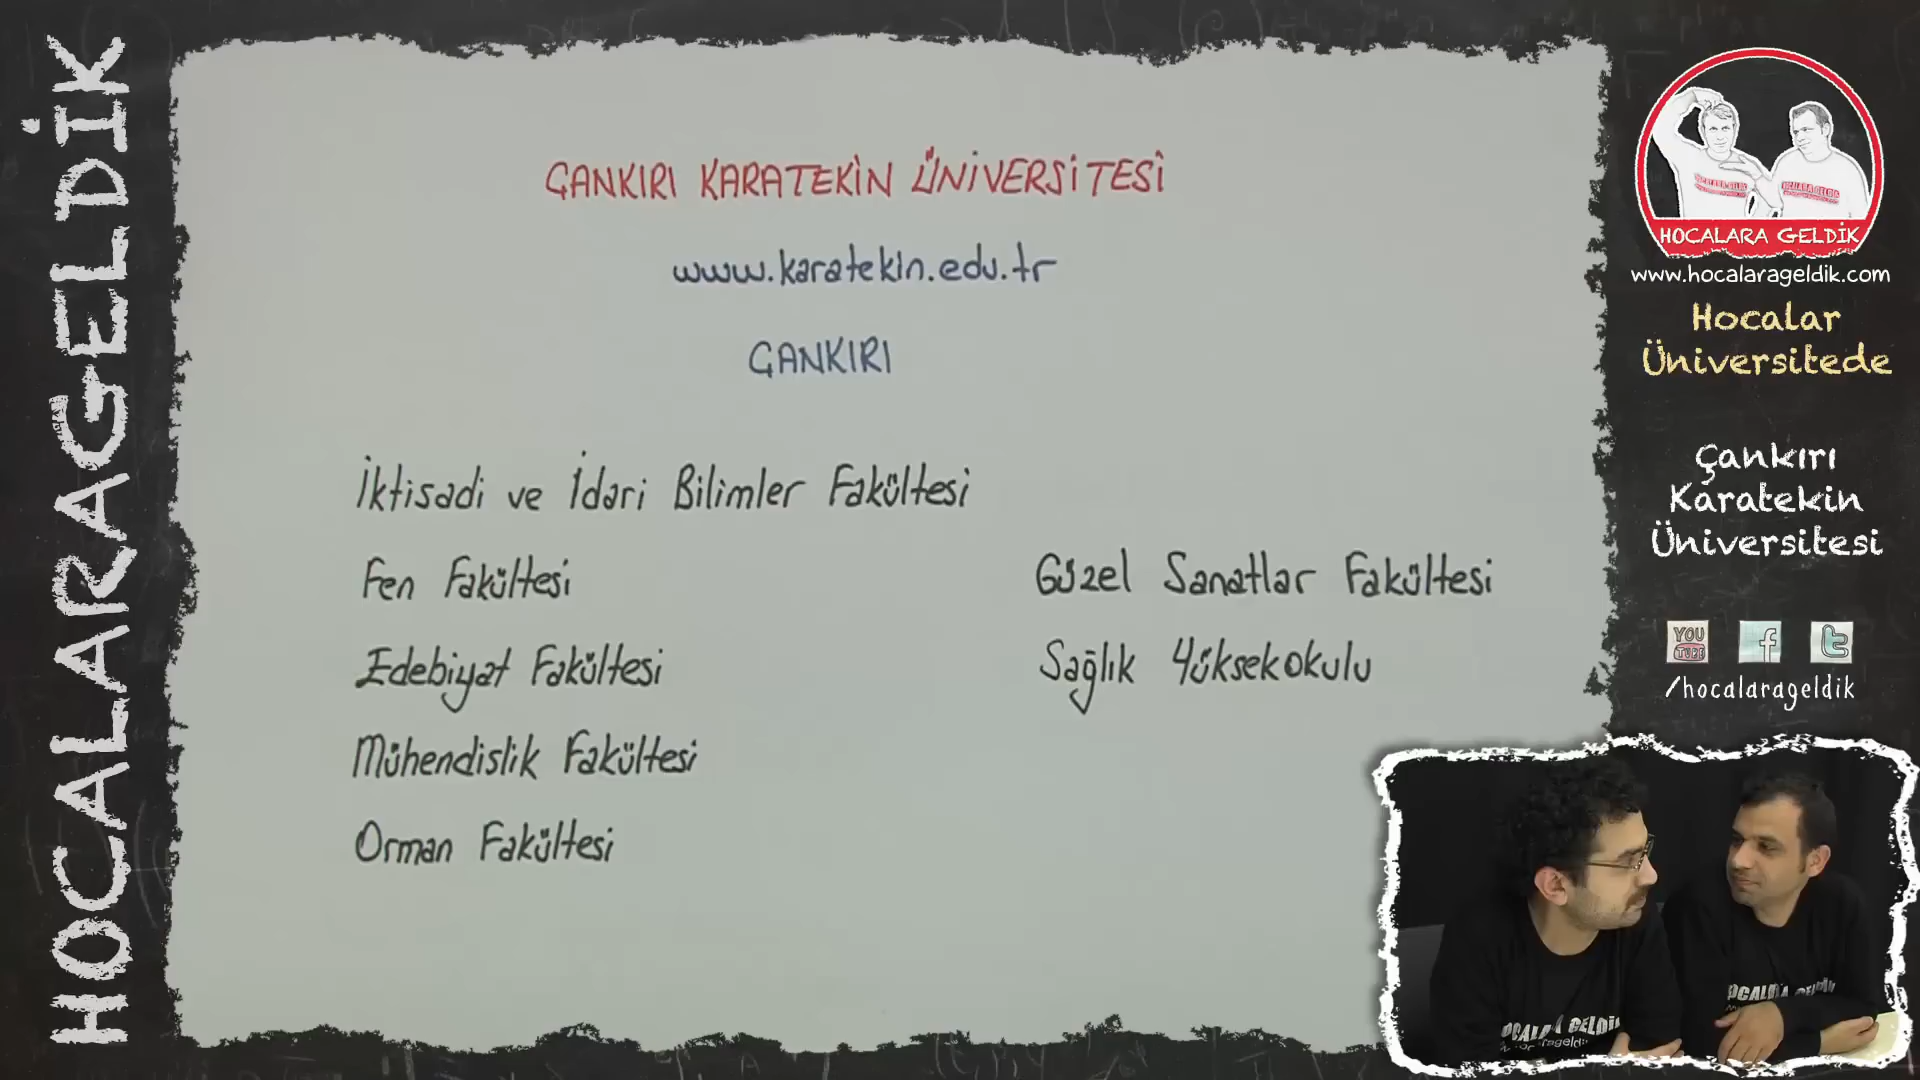 HOCALARAGELDİK
ÇANKIRI KARATEKİN ÜNİVERSİTESİ
www.karatekin.edu.tr
ÇANKIRI
İktisadi ve İdari Bilimler Fakültesi
Fen Fakültesi
Edebiyat Fakültesi
Mühendislik Fakültesi
Orman Fakültesi
Güzel Sanatlar Fakültesi
Sağlık Yüksekokulu
HOCALARA GELDİK
www.hocalarageldik.com
Hocalar
Üniversitede
Çankırı
Karatekin
Üniversitesi
YOU
TUBE
/hocalarageldik